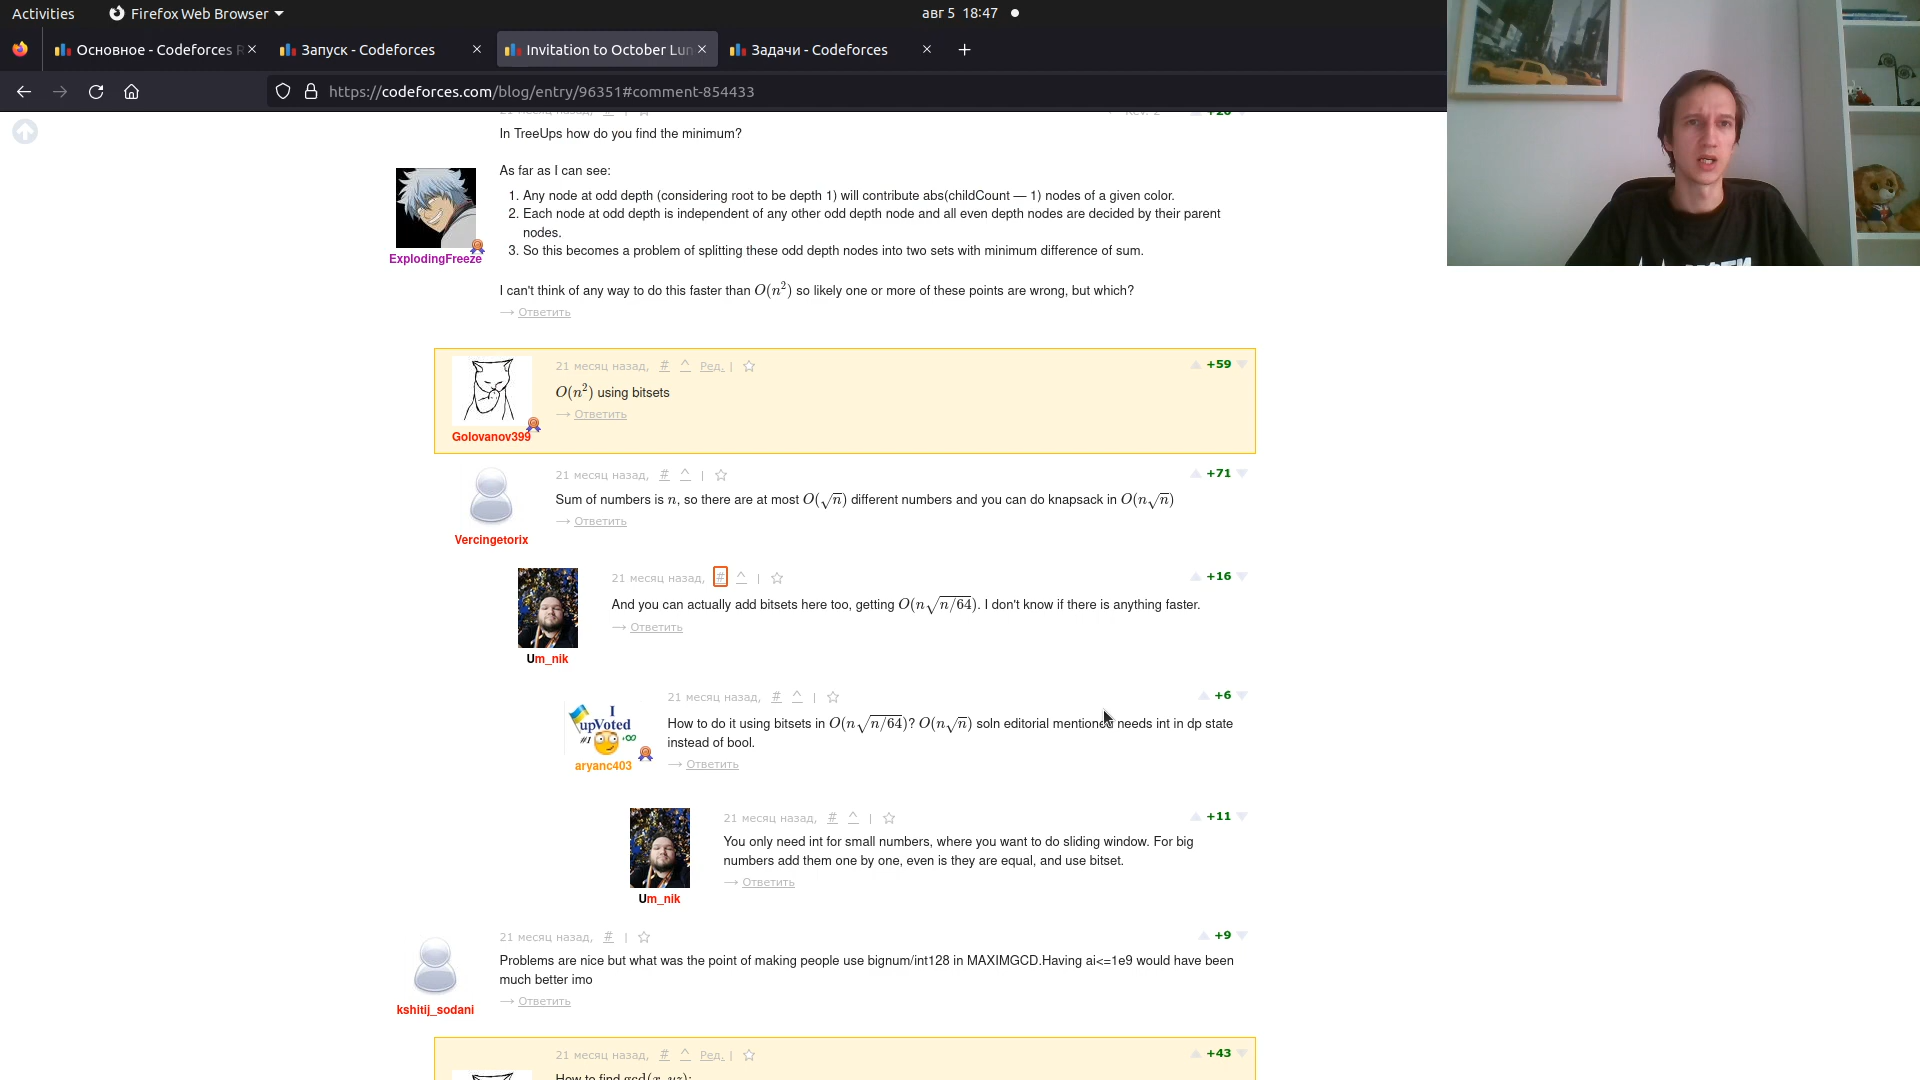 Activities
Firefox Web Browser
авг 5 18:47
Основное - Codeforces R
Запуск - Codeforces
Invitation to October Lun
Задачи - Codeforces
https://codeforces.com/blog/entry/96351#comment-854433
21 месяц назад, # |
Rev. 2
+28
In TreeUps how do you find the minimum?
As far as I can see:
1. Any node at odd depth (considering root to be depth 1) will contribute abs(childCount — 1) nodes of a given color.
2. Each node at odd depth is independent of any other odd depth node and all even depth nodes are decided by their parent
nodes.
3. So this becomes a problem of splitting these odd depth nodes into two sets with minimum difference of sum.
ExplodingFreeze
I can't think of any way to do this faster than O(n²) so likely one or more of these points are wrong, but which?
→ Ответить
21 месяц назад, # ^ Ред. |
+59
O(n²) using bitsets
→ Ответить
Golovanov399
21 месяц назад, # ^ |
+71
Sum of numbers is n, so there are at most O(√n) different numbers and you can do knapsack in O(n√n)
→ Ответить
Vercingetorix
21 месяц назад, # ^ |
+16
And you can actually add bitsets here too, getting O(n√n/64). I don't know if there is anything faster.
→ Ответить
Um_nik
21 месяц назад, # ^ |
+6
I
upVoted
#1 +∞
How to do it using bitsets in O(n√n/64)? O(n√n) soln editorial mentioned needs int in dp state
instead of bool.
→ Ответить
aryanc403
21 месяц назад, # ^ |
+11
You only need int for small numbers, where you want to do sliding window. For big
numbers add them one by one, even is they are equal, and use bitset.
→ Ответить
Um_nik
21 месяц назад, # |
+9
Problems are nice but what was the point of making people use bignum/int128 in MAXIMGCD.Having ai<=1e9 would have been
much better imo
→ Ответить
kshitij_sodani
21 месяц назад, # ^ Ред. |
+43
How to find gcd(x, yz):